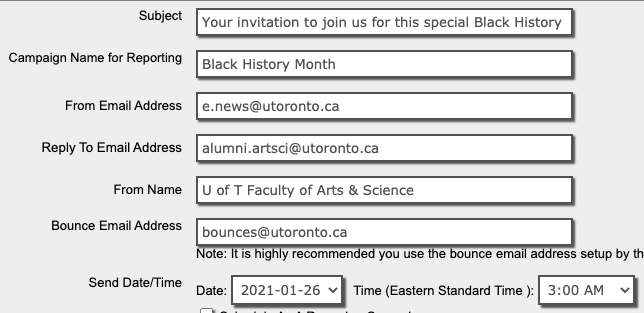 Subject Your invitation to join us for this special Black History
Campaign Name for Reporting Black History Month
From Email Address e.news@utoronto.ca
Reply To Email Address alumni.artsci@utoronto.ca
From Name U of T Faculty of Arts & Science
Bounce Email Address bounces@utoronto.ca
Note: It is highly recommended you use the bounce email address setup by th
Send Date/Time Date: 2021-01-26 Time (Eastern Standard Time ): 3:00 AM